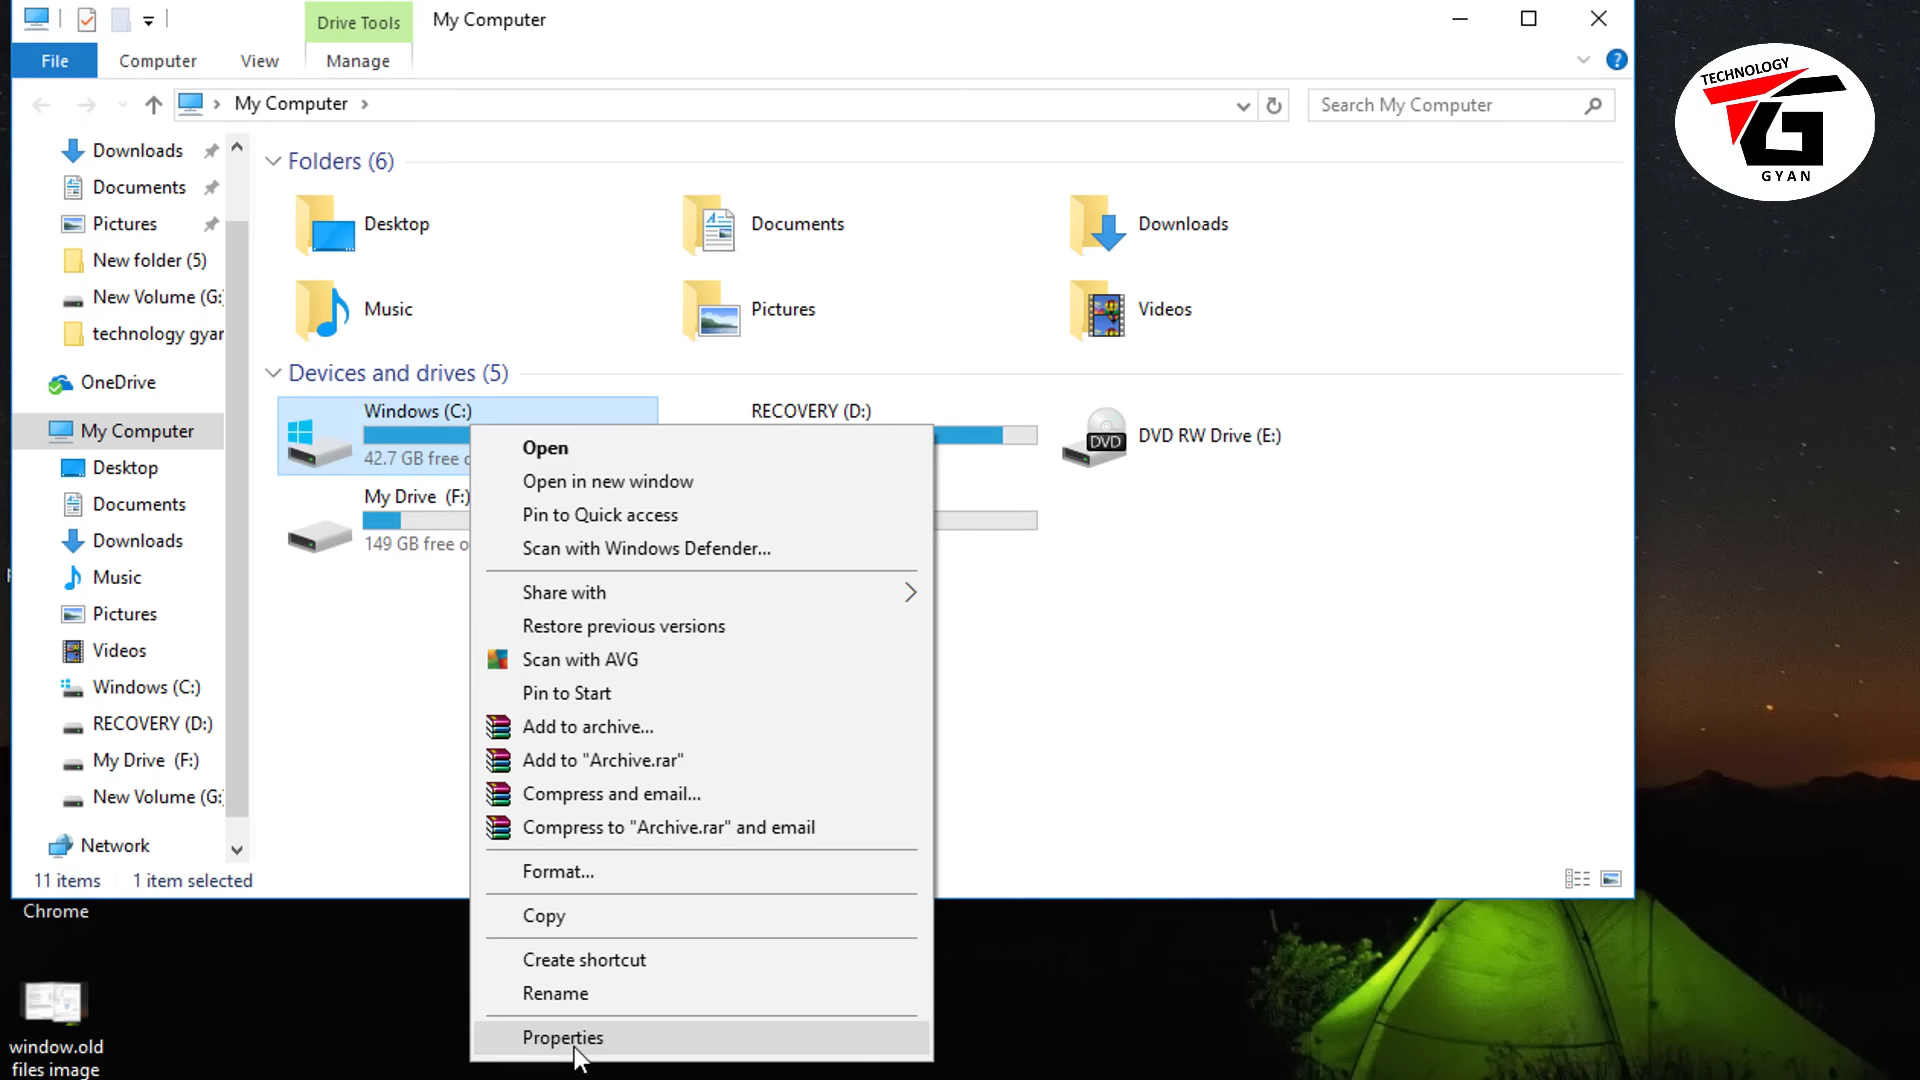 Drive Tools
My Computer
File
Computer
View
Manage
My Computer
Search My Computer
TECHNOLOGY
GYAN
Downloads
Documents
Pictures
New folder (5)
New Volume (G:
technology gyar
OneDrive
My Computer
Desktop
Documents
Downloads
Music
Pictures
Videos
Windows (C:)
RECOVERY (D:)
My Drive (F:)
New Volume (G:
Network
Folders (6)
Desktop
Documents
Downloads
Music
Pictures
Videos
Devices and drives (5)
Windows (C:)
42.7 GB free o
RECOVERY (D:)
DVD
DVD RW Drive (E:)
My Drive (F:)
149 GB free o
Open
Open in new window
Pin to Quick access
Scan with Windows Defender...
Share with
Restore previous versions
Scan with AVG
Pin to Start
Add to archive...
Add to "Archive.rar"
Compress and email...
Compress to "Archive.rar" and email
Format...
Copy
Create shortcut
Rename
Properties
11 items
1 item selected
Chrome
window.old
files image